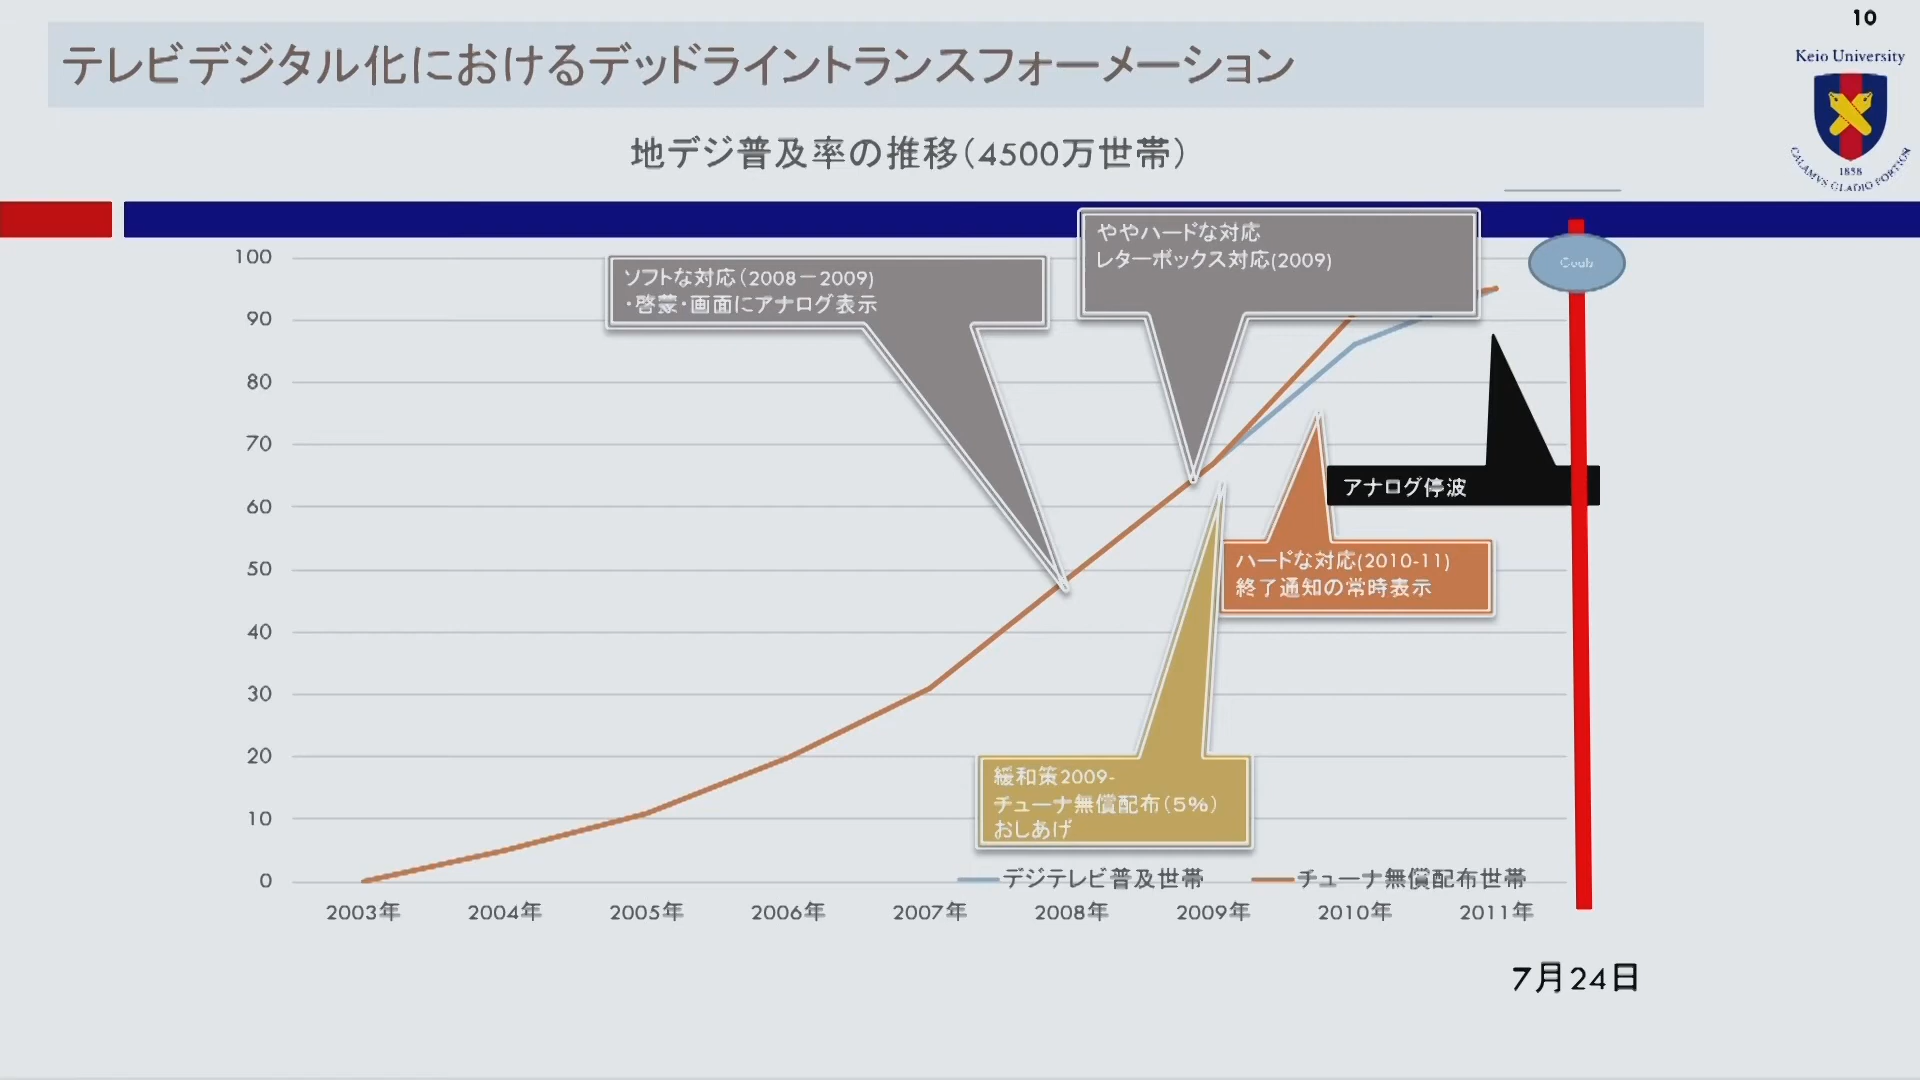 10
テレビデジタル化におけるデッドライントランスフォーメーション
Keio University
1858
CALAMVS GLADIO FORTIOR
地デジ普及率の推移（4500万世帯）
ややハードな対応
レターボックス対応(2009)
ソフトな対応（2008－2009)
・啓蒙・画面にアナログ表示
アナログ停波
ハードな対応(2010-11)
終了通知の常時表示
緩和策2009-
チューナ無償配布（5%）
おしあげ
100
90
80
70
60
50
40
30
20
10
0
デジテレビ普及世帯
チューナ無償配布世帯
2003年
2004年
2005年
2006年
2007年
2008年
2009年
2010年
2011年
7月24日